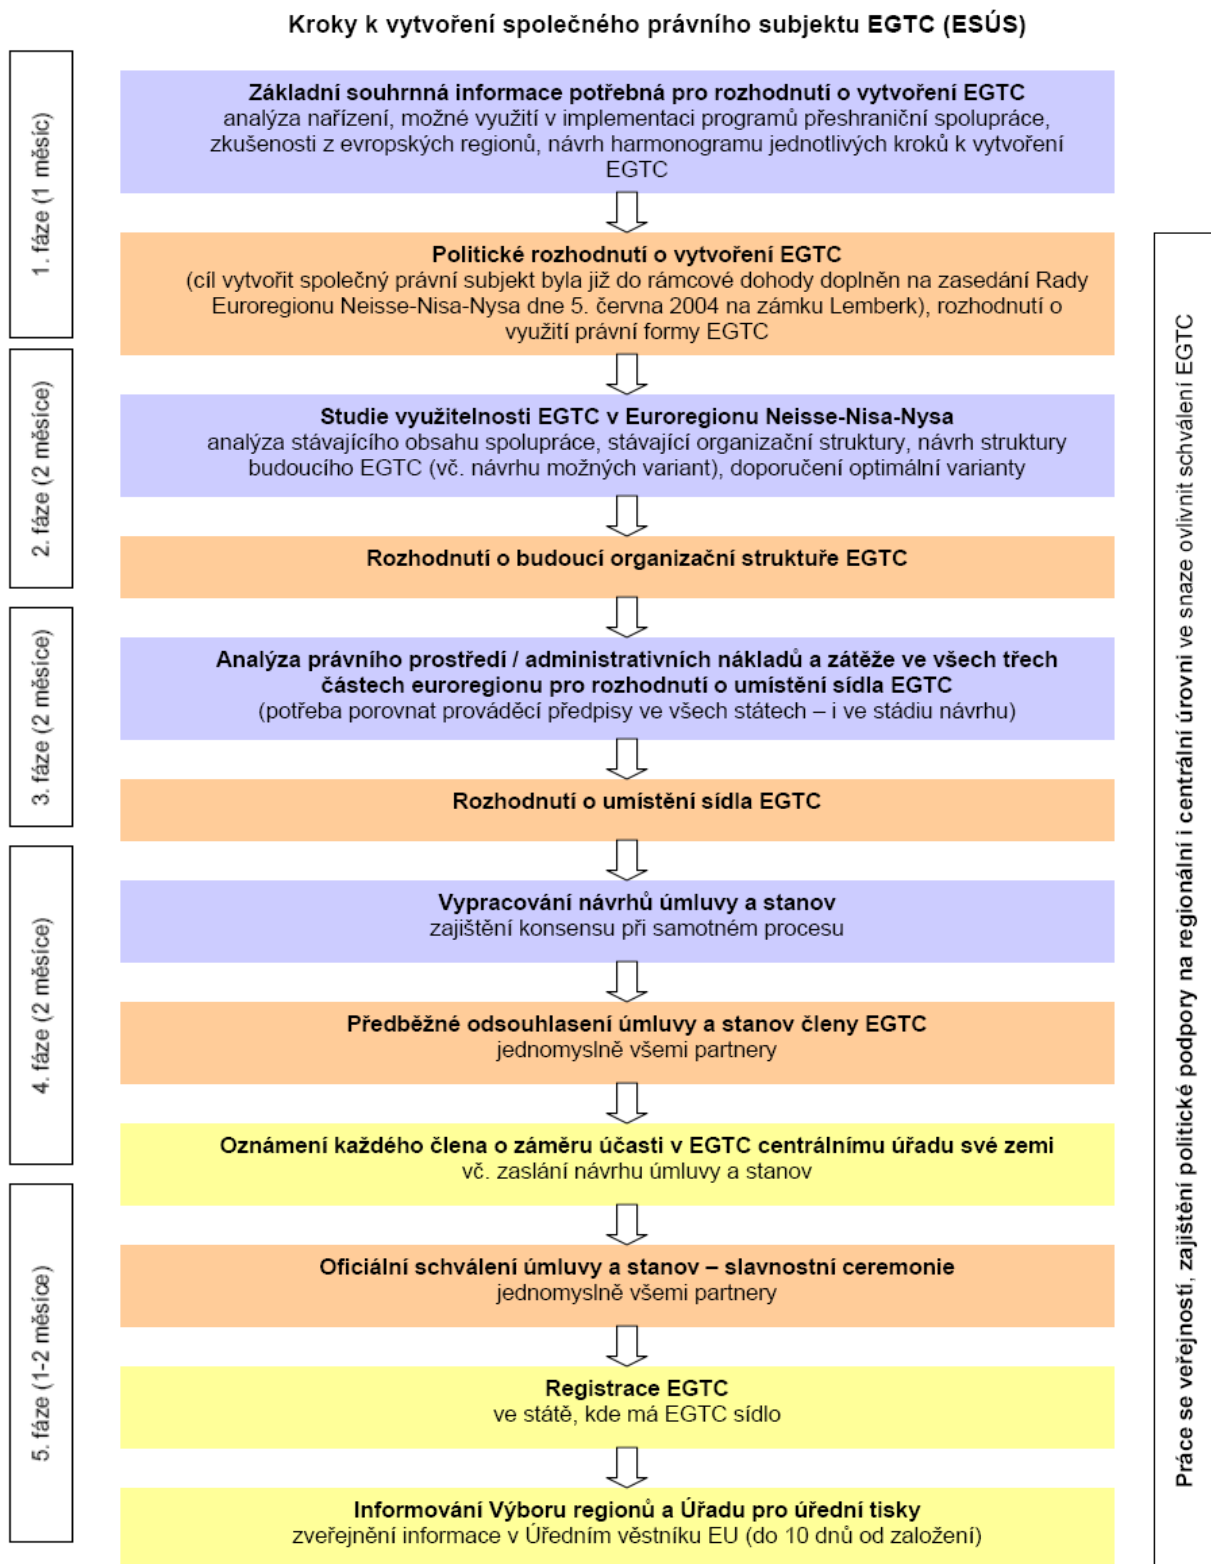 Kroky k vytvoření společného právního subjektu EGTC (ESÚS)
1. fáze (1 měsíc)
Základní souhrnná informace potřebná pro rozhodnutí o vytvoření EGTC
analýza nařízení, možné využití v implementaci programů přeshraniční spolupráce,
zkušenosti z evropských regionů, návrh harmonogramu jednotlivých kroků k vytvoření
EGTC
Politické rozhodnutí o vytvoření EGTC
(cíl vytvořit společný právní subjekt byla již do rámcové dohody doplněn na zasedání Rady
Euroregionu Neisse-Nisa-Nysa dne 5. června 2004 na zámku Lemberk), rozhodnutí o
využití právní formy EGTC
2. fáze (2 měsíce)
Studie využitelnosti EGTC v Euroregionu Neisse-Nisa-Nysa
analýza stávajícího obsahu spolupráce, stávající organizační struktury, návrh struktury
budoucího EGTC (vč. návrhu možných variant), doporučení optimální varianty
Rozhodnutí o budoucí organizační struktuře EGTC
3. fáze (2 měsíce)
Analýza právního prostředí / administrativních nákladů a zátěže ve všech třech
částech euroregionu pro rozhodnutí o umístění sídla EGTC
(potřeba porovnat prováděcí předpisy ve všech státech – i ve stádiu návrhu)
Rozhodnutí o umístění sídla EGTC
4. fáze (2 měsíce)
Vypracování návrhů úmluvy a stanov
zajištění konsensu při samotném procesu
Předběžné odsouhlasení úmluvy a stanov členy EGTC
jednomyslně všemi partnery
Oznámení každého člena o záměru účasti v EGTC centrálnímu úřadu své zemi
vč. zaslání návrhu úmluvy a stanov
5. fáze (1-2 měsíce)
Oficiální schválení úmluvy a stanov – slavnostní ceremonie
jednomyslně všemi partnery
Registrace EGTC
ve státě, kde má EGTC sídlo
Informování Výboru regionů a Úřadu pro úřední tisky
zveřejnění informace v Úředním věstníku EU (do 10 dnů od založení)
Práce se veřejností, zajištění politické podpory na regionální i centrální úrovni ve snaze ovlivnit schválení EGTC